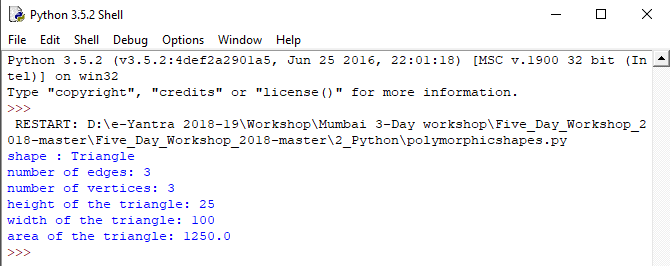 Python 3.5.2 Shell
File Edit Shell Debug Options Window Help
Python 3.5.2 (v3.5.2:4def2a2901a5, Jun 25 2016, 22:01:18) [MSC v.1900 32 bit (In
tel)] on win32
Type "copyright", "credits" or "license()" for more information.
>>>
RESTART: D:\e-Yantra 2018-19\Workshop\Mumbai 3-Day workshop\Five_Day_Workshop_2
018-master\Five_Day_Workshop_2018-master\2_Python\polymorphicshapes.py
shape : Triangle
number of edges: 3
number of vertices: 3
height of the triangle: 25
width of the triangle: 100
area of the triangle: 1250.0
>>>